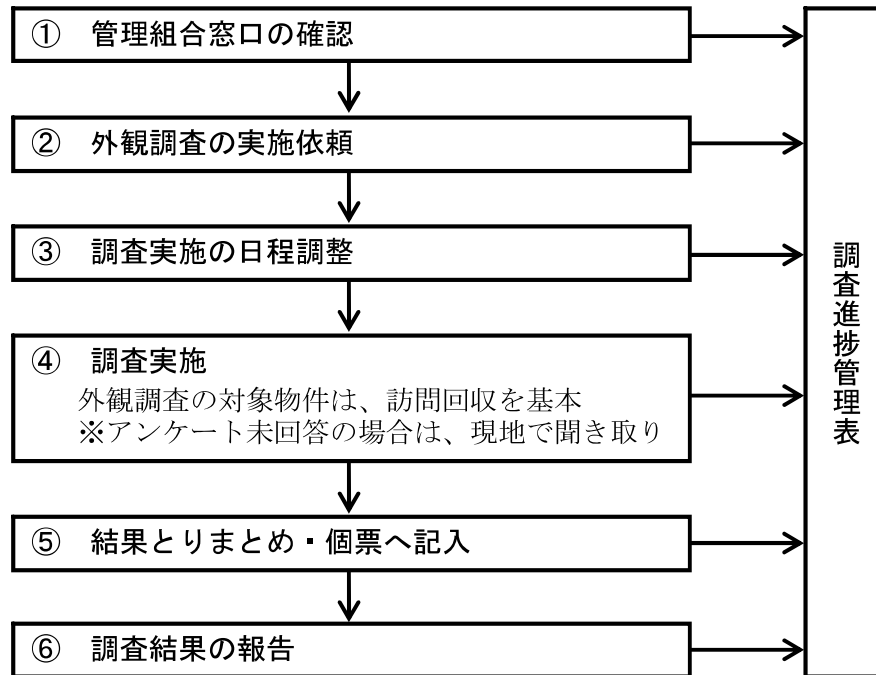 ① 管理組合窓口の確認
② 外観調査の実施依頼
③ 調査実施の日程調整
④ 調査実施
外観調査の対象物件は、訪問回収を基本
※アンケート未回答の場合は、現地で聞き取り
⑤ 結果とりまとめ・個票へ記入
⑥ 調査結果の報告
調査進捗管理表